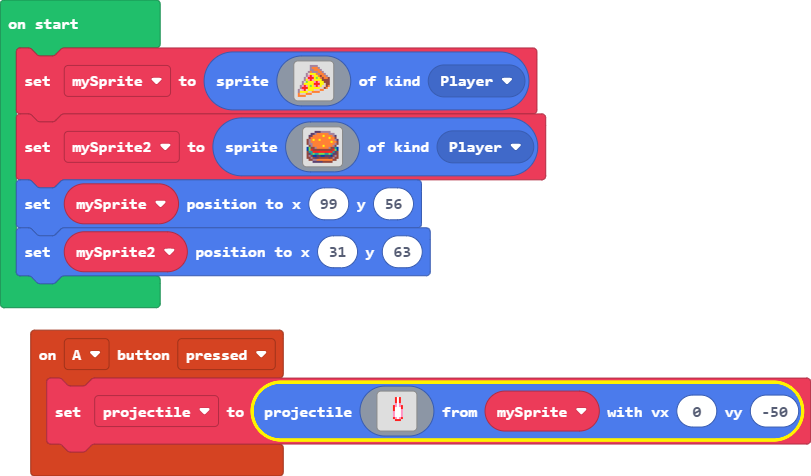 on start
set mySprite to sprite of kind Player
set mySprite2 to sprite of kind Player
set mySprite position to x 99 y 56
set mySprite2 position to x 31 y 63
on A button pressed
set projectile to projectile from mySprite with vx 0 vy -50